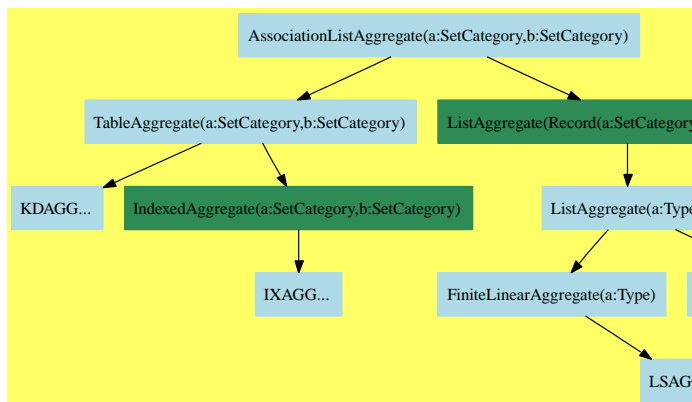 AssociationListAggregate(a:SetCategory,b:SetCategory)
TableAggregate(a:SetCategory,b:SetCategory)
ListAggregate(Record(a:SetCategory
KDAGG...
IndexedAggregate(a:SetCategory,b:SetCategory)
ListAggregate(a:Type
IXAGG...
FiniteLinearAggregate(a:Type)
LSAG